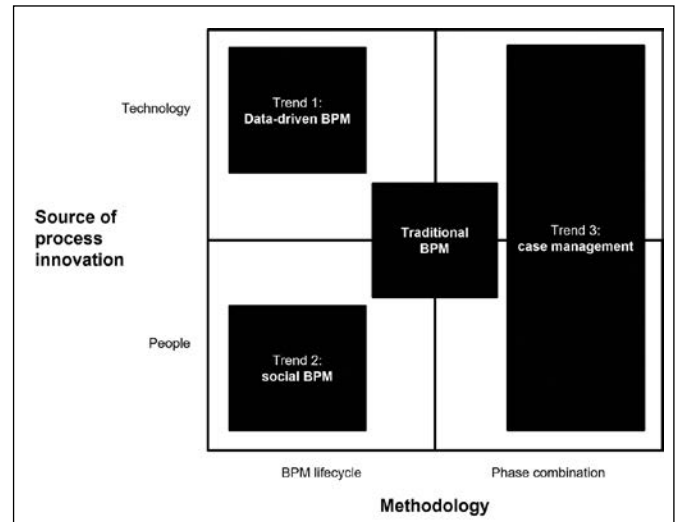 Technology
Trend 1:
Data-driven BPM
Source of
process
innovation
Traditional
BPM
Trend 3:
case management
People
Trend 2:
social BPM
BPM lifecycle
Phase combination
Methodology